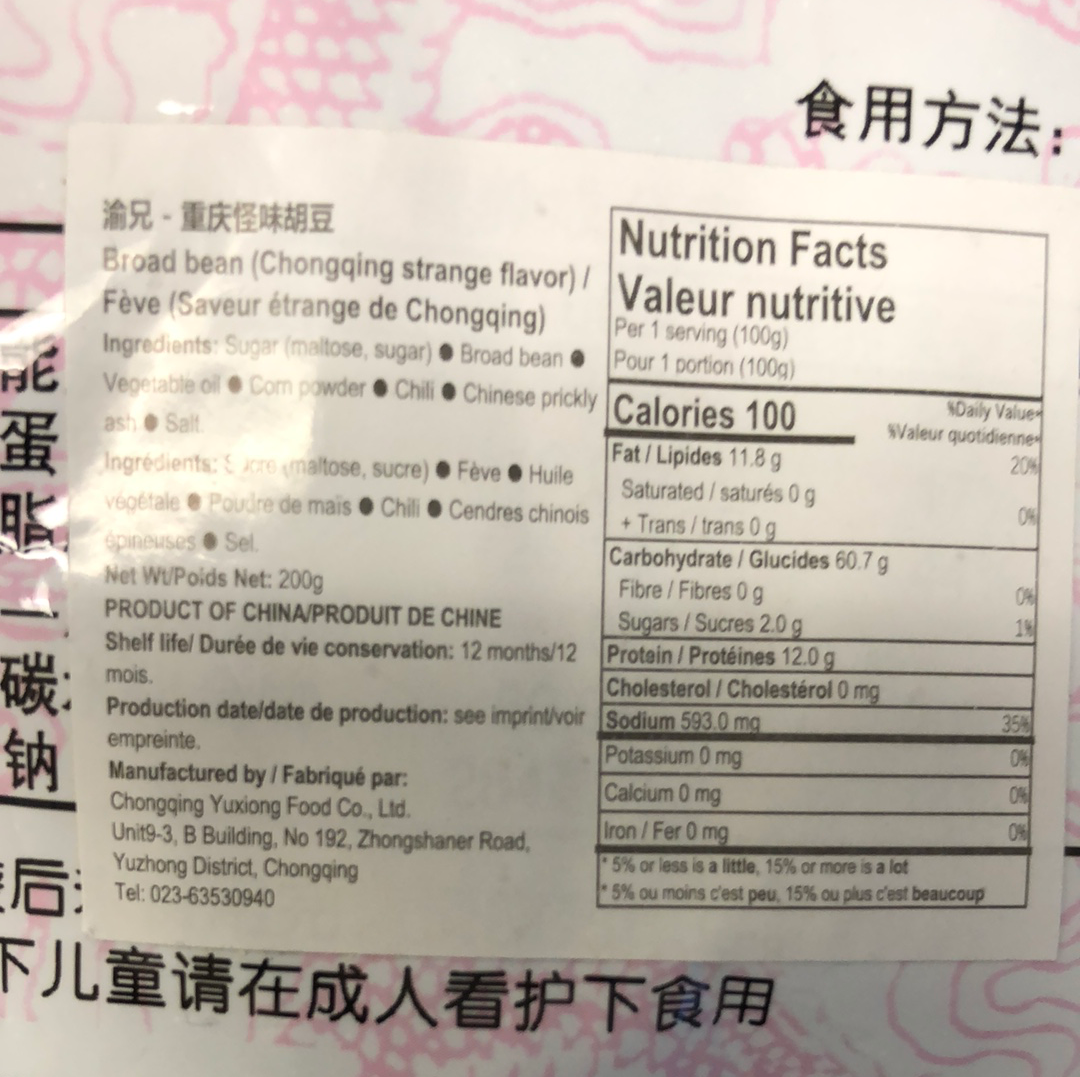 食用方法:
渝兄 - 重庆怪味胡豆
Broad bean (Chongqing strange flavor) /
Fève (Saveur étrange de Chongqing)
Ingredients: Sugar (maltose, sugar) ● Broad bean ●
Vegetable oil ● Corn powder ● Chili ● Chinese prickly
ash ● Salt.
Ingrédients: (maltose, sucre) ● Fève ● Huile
végétale ● Poudre de maïs ● Chili ● Cendres chinois
épineuses ● Sel.
Net Wt/Poids Net: 200g
PRODUCT OF CHINA/PRODUIT DE CHINE
Shelf life/ Durée de vie conservation: 12 months/12
mois.
Production date/date de production: see imprint/voir
empreinte.
Manufactured by / Fabriqué par:
Chongqing Yuxiong Food Co., Ltd.
Unit9-3, B Building, No 192, Zhongshaner Road,
Yuzhong District, Chongqing
Tel: 023-63530940
Nutrition Facts
Valeur nutritive
Per 1 serving (100g)
Pour 1 portion (100g)
Calories 100
%Daily Value*
%Valeur quotidienne*
Fat / Lipides 11.8 g 20%
Saturated / saturés 0 g
+ Trans / trans 0 g 0%
Carbohydrate / Glucides 60.7 g
Fibre / Fibres 0 g 0%
Sugars / Sucres 2.0 g 1%
Protein / Protéines 12.0 g
Cholesterol / Cholestérol 0 mg
Sodium 593.0 mg 35%
Potassium 0 mg 0%
Calcium 0 mg 0%
Iron / Fer 0 mg 0%
* 5% or less is a little, 15% or more is a lot
* 5% ou moins c'est peu, 15% ou plus c'est beaucoup
能
蛋
脂
一
碳
钠
后
下儿童请在成人看护下食用